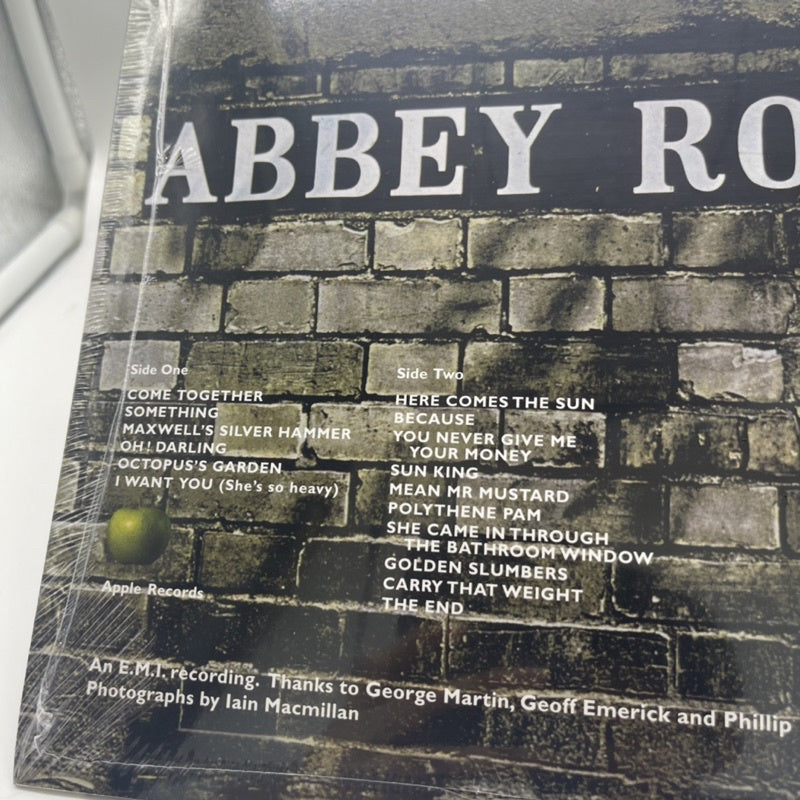 ABBEY RO
Side One
COME TOGETHER
SOMETHING
MAXWELL'S SILVER HAMMER
OH! DARLING
OCTOPUS'S GARDEN
I WANT YOU (She's so heavy)
Apple Records
Side Two
HERE COMES THE SUN
BECAUSE
YOU NEVER GIVE ME
YOUR MONEY
SUN KING
MEAN MR MUSTARD
POLYTHENE PAM
SHE CAME IN THROUGH
THE BATHROOM WINDOW
GOLDEN SLUMBERS
CARRY THAT WEIGHT
THE END
An E.M.I. recording. Thanks to George Martin, Geoff Emerick and Phillip
Photographs by Iain Macmillan